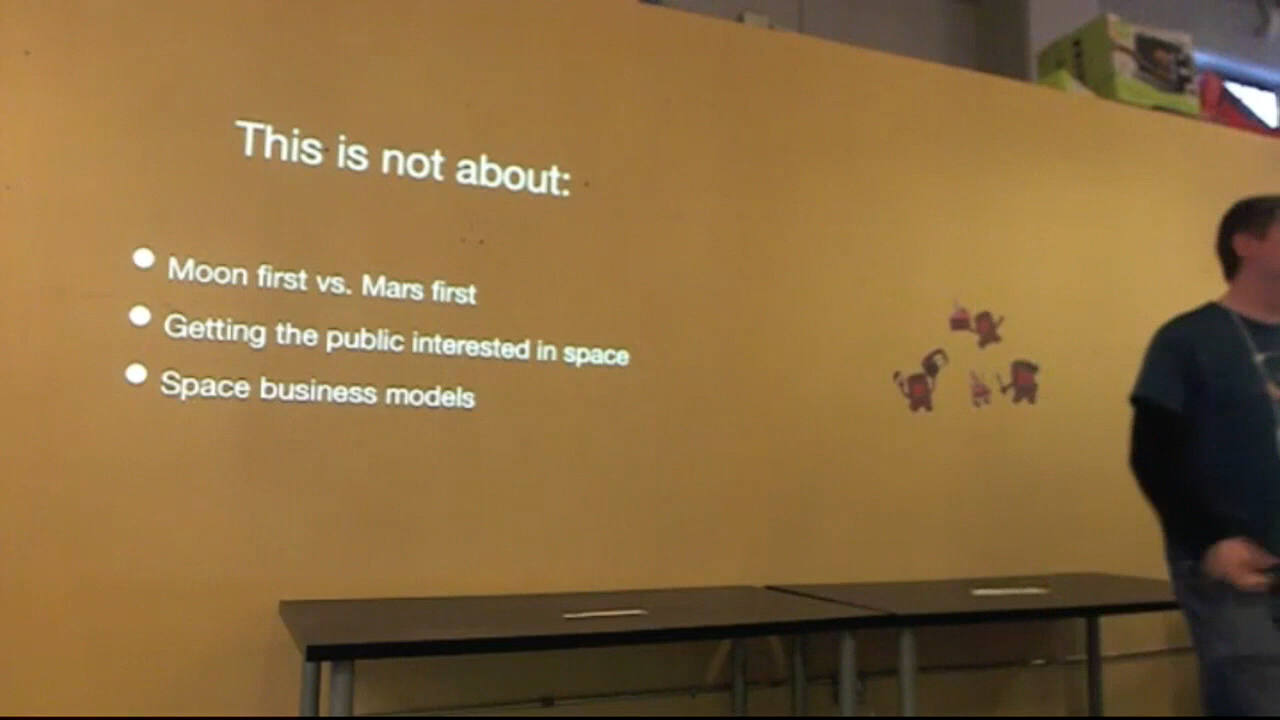 This is not about:
Moon first vs. Mars first
Getting the public interested in space
Space business models